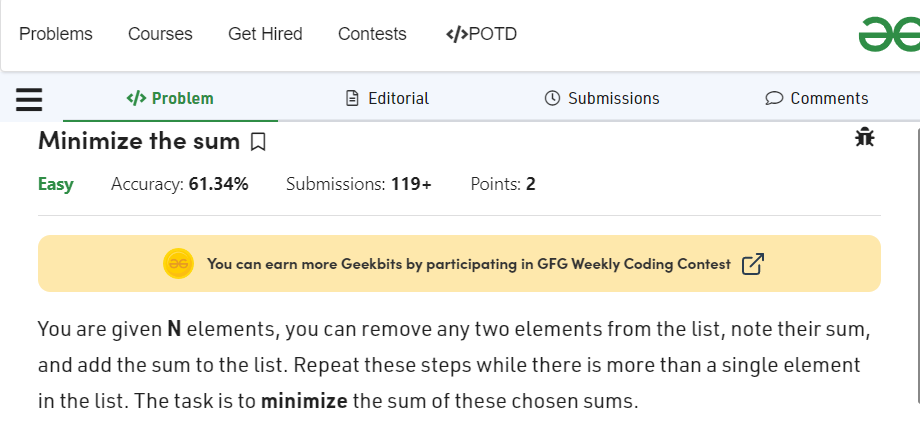 Problems Courses Get Hired Contests </>POTD
</> Problem Editorial Submissions Comments
Minimize the sum
Easy Accuracy: 61.34% Submissions: 119+ Points: 2
You can earn more Geekbits by participating in GFG Weekly Coding Contest
You are given N elements, you can remove any two elements from the list, note their sum,
and add the sum to the list. Repeat these steps while there is more than a single element
in the list. The task is to minimize the sum of these chosen sums.